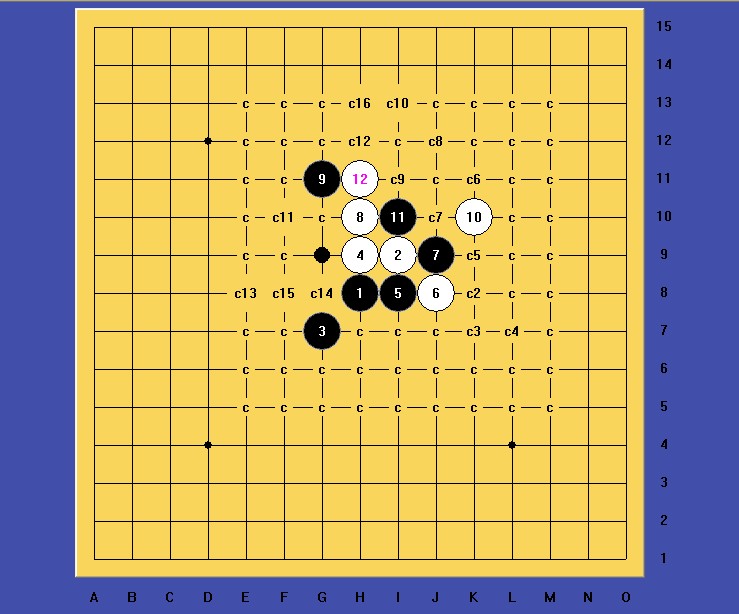 15
14
c c c c16 c10 c c c c 13
c c c c12 c c8 c c c 12
c c 9 12 c9 c c6 c c 11
c c11 c 8 11 c7 10 c c 10
c c 4 2 7 c5 c c 9
c13 c15 c14 1 5 6 c2 c c 8
c c 3 c c c c3 c4 c 7
c c c c c c c c c 6
c c c c c c c c c 5
4
3
2
1
A B C D E F G H I J K L M N O